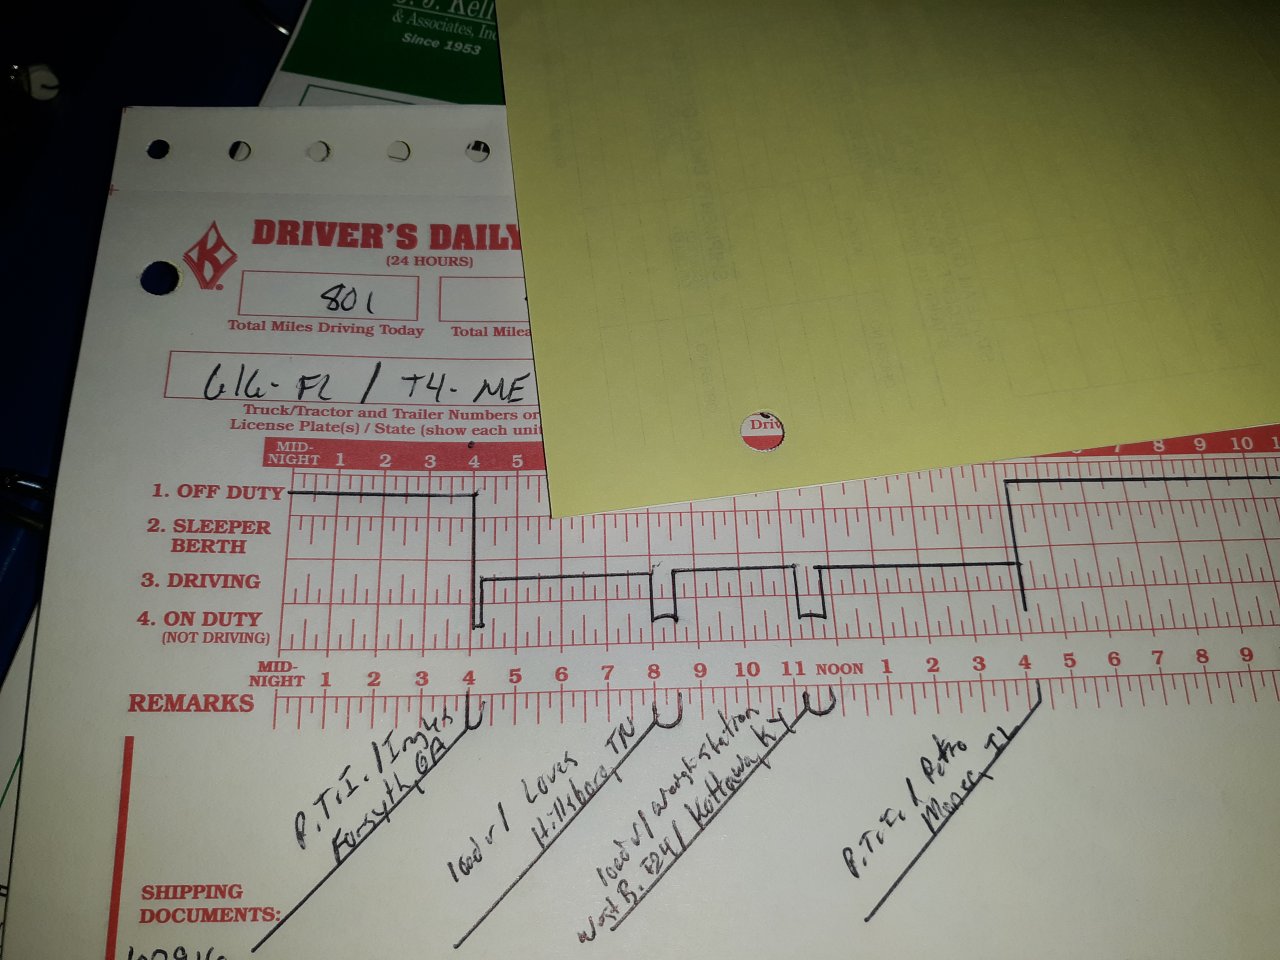 J. J. Kell
& Associates, Inc
Since 1953
K
DRIVER'S DAILY
(24 HOURS)
801
Total Miles Driving Today Total Milea
616-FL / T4-ME
Truck/Tractor and Trailer Numbers or
License Plate(s) / State (show each unit
Driv
MID-
NIGHT 1 2 3 4 5 7 8 9 10 1
1. OFF DUTY
2. SLEEPER
BERTH
3. DRIVING
4. ON DUTY
(NOT DRIVING)
MID-
NIGHT 1 2 3 4 5 6 7 8 9 10 11 NOON 1 2 3 4 5 6 7 8 9
REMARKS
P.T.I. / Ingles
Forsyth, GA
load v / Loves
Hillsboro, TN
load v / weigh station
West B. I24 / Kuttawa, KY
P.T.I. / Petro
Monee, IL
SHIPPING
DOCUMENTS: